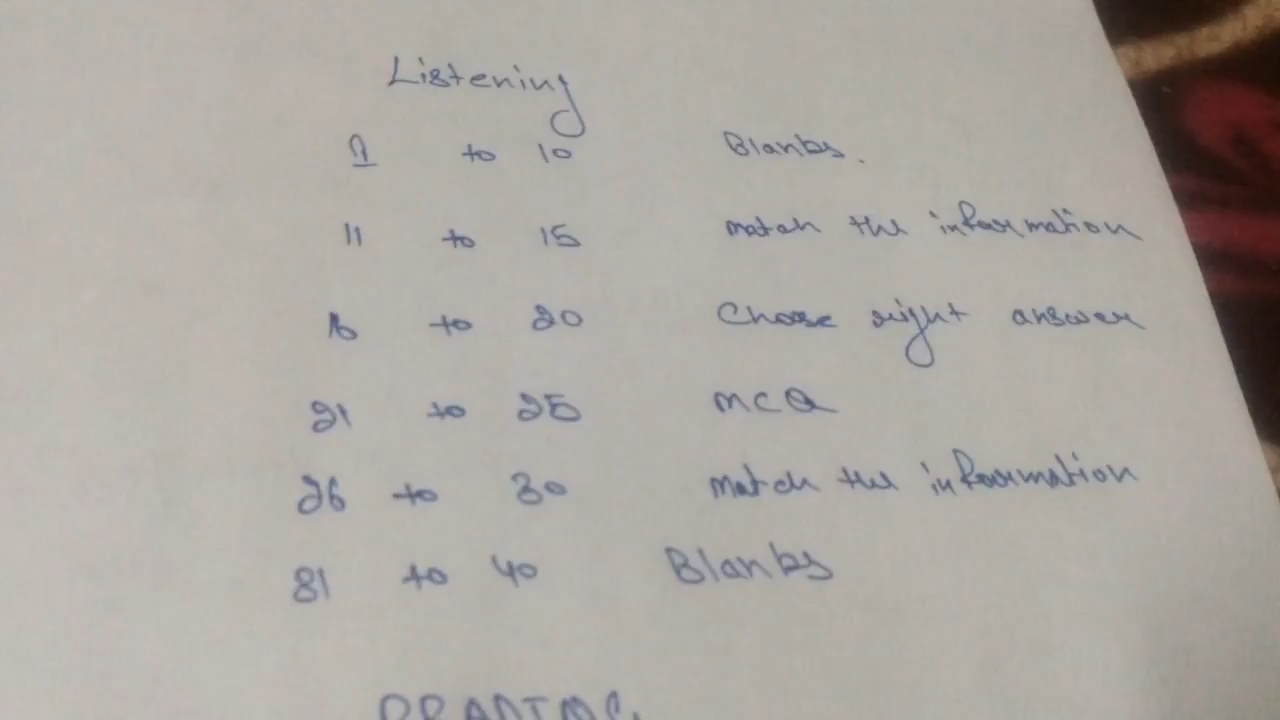 Listening
1 to 10 Blanks.
11 to 15 match the information
16 to 20 Chose right answer
21 to 25 MCQ
26 to 30 match the information
31 to 40 Blanks
READING